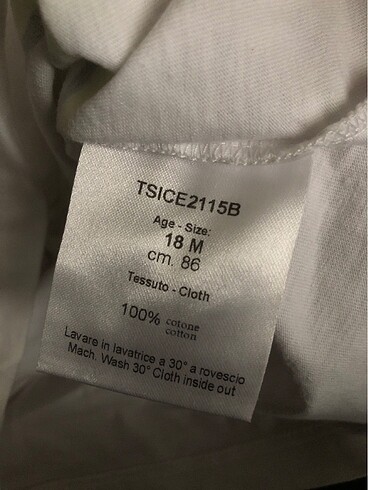 TSICE2115B
Age - Size:
18 M
cm. 86
Tessuto - Cloth
100% cotone
cotton
Lavare in lavatrice a 30° a rovescio
Mach. Wash 30° Cloth inside out